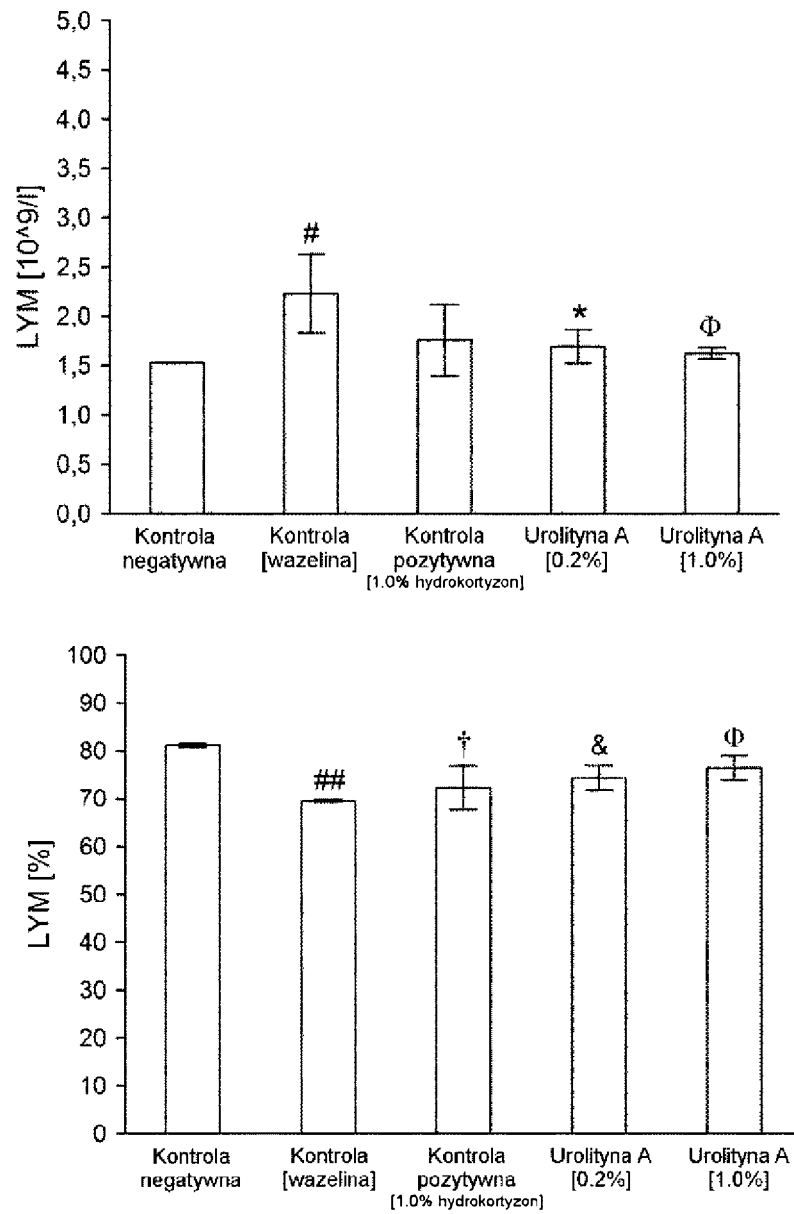 5,0
4,5
4,0
3,5
3,0
2,5
2,0
1,5
1,0
0,5
0,0
LYM [10^9/l]
#
*
Φ
Kontrola negatywna
Kontrola [wazelina]
Kontrola pozytywna [1.0% hydrokortyzon]
Urolityna A [0.2%]
Urolityna A [1.0%]
100
90
80
70
60
50
40
30
20
10
0
LYM [%]
##
†
&
Φ
Kontrola negatywna
Kontrola [wazelina]
Kontrola pozytywna [1.0% hydrokortyzon]
Urolityna A [0.2%]
Urolityna A [1.0%]